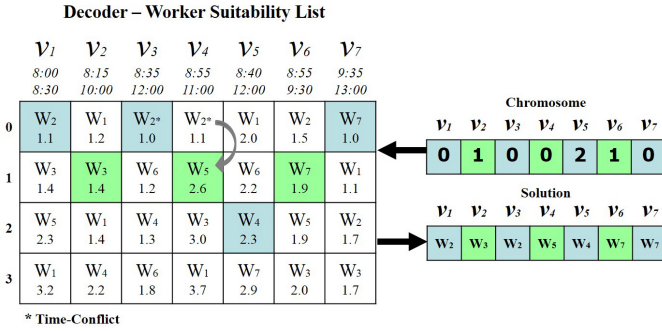 Decoder – Worker Suitability List
v1 v2 v3 v4 v5 v6 v7
8:00 8:15 8:35 8:55 8:40 8:55 9:35
8:30 10:00 12:00 11:00 12:00 9:30 13:00
0 W2 W1 W2* W2* W1 W2 W7
1.1 1.2 1.0 1.1 2.0 1.5 1.0
1 W3 W3 W6 W5 W6 W7 W1
1.4 1.4 1.2 2.6 2.2 1.9 1.1
2 W5 W1 W4 W3 W4 W5 W2
2.3 1.4 1.3 3.0 2.3 1.9 1.7
3 W1 W4 W6 W1 W7 W3 W3
3.2 2.2 1.8 3.7 2.9 2.0 1.7
* Time-Conflict
Chromosome
v1 v2 v3 v4 v5 v6 v7
0 1 0 0 2 1 0
Solution
v1 v2 v3 v4 v5 v6 v7
W2 W3 W2 W5 W4 W7 W7